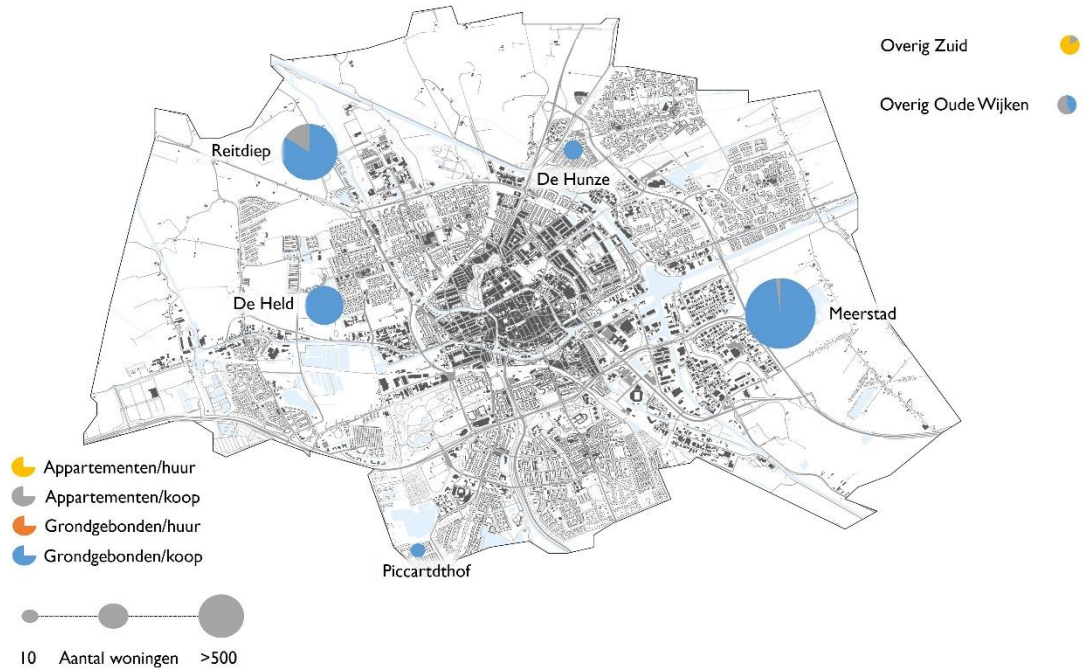 Overig Zuid
Overig Oude Wijken
Reitdiep
De Hunze
De Held
Meerstad
Appartementen/huur
Appartementen/koop
Grondgebonden/huur
Grondgebonden/koop
Piccartdthof
10 Aantal woningen >500